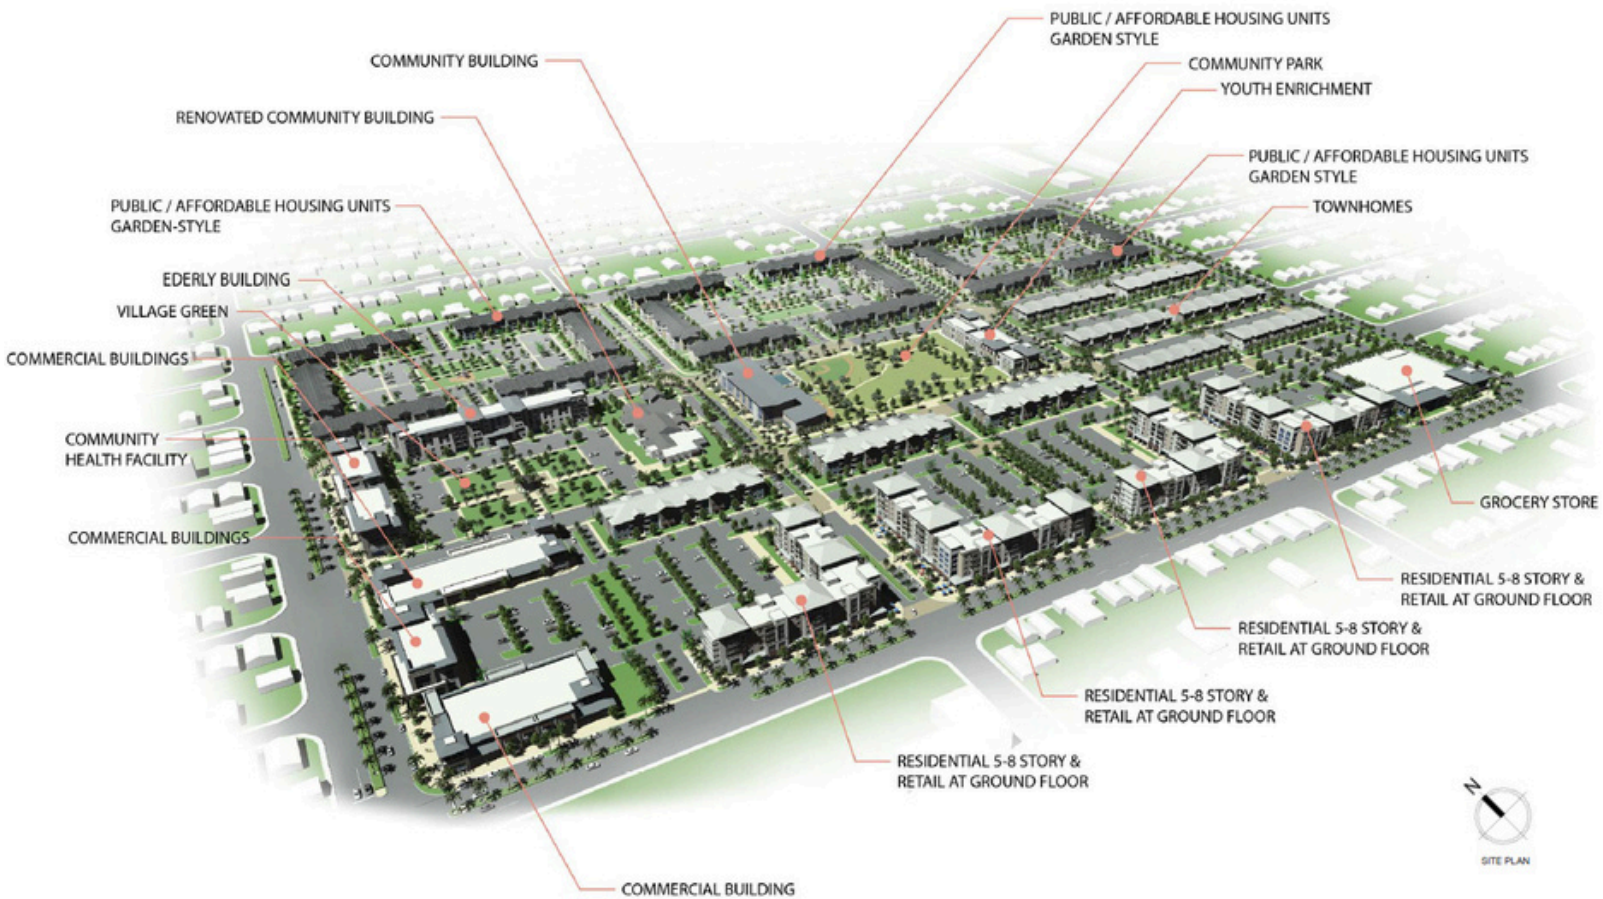 PUBLIC / AFFORDABLE HOUSING UNITS
GARDEN STYLE
COMMUNITY BUILDING
COMMUNITY PARK
YOUTH ENRICHMENT
RENOVATED COMMUNITY BUILDING
PUBLIC / AFFORDABLE HOUSING UNITS
GARDEN STYLE
PUBLIC / AFFORDABLE HOUSING UNITS
GARDEN-STYLE
TOWNHOMES
EDERLY BUILDING
VILLAGE GREEN
COMMERCIAL BUILDINGS
COMMUNITY
HEALTH FACILITY
GROCERY STORE
COMMERCIAL BUILDINGS
RESIDENTIAL 5-8 STORY &
RETAIL AT GROUND FLOOR
RESIDENTIAL 5-8 STORY &
RETAIL AT GROUND FLOOR
RESIDENTIAL 5-8 STORY &
RETAIL AT GROUND FLOOR
RESIDENTIAL 5-8 STORY &
RETAIL AT GROUND FLOOR
N
SITE PLAN
COMMERCIAL BUILDING